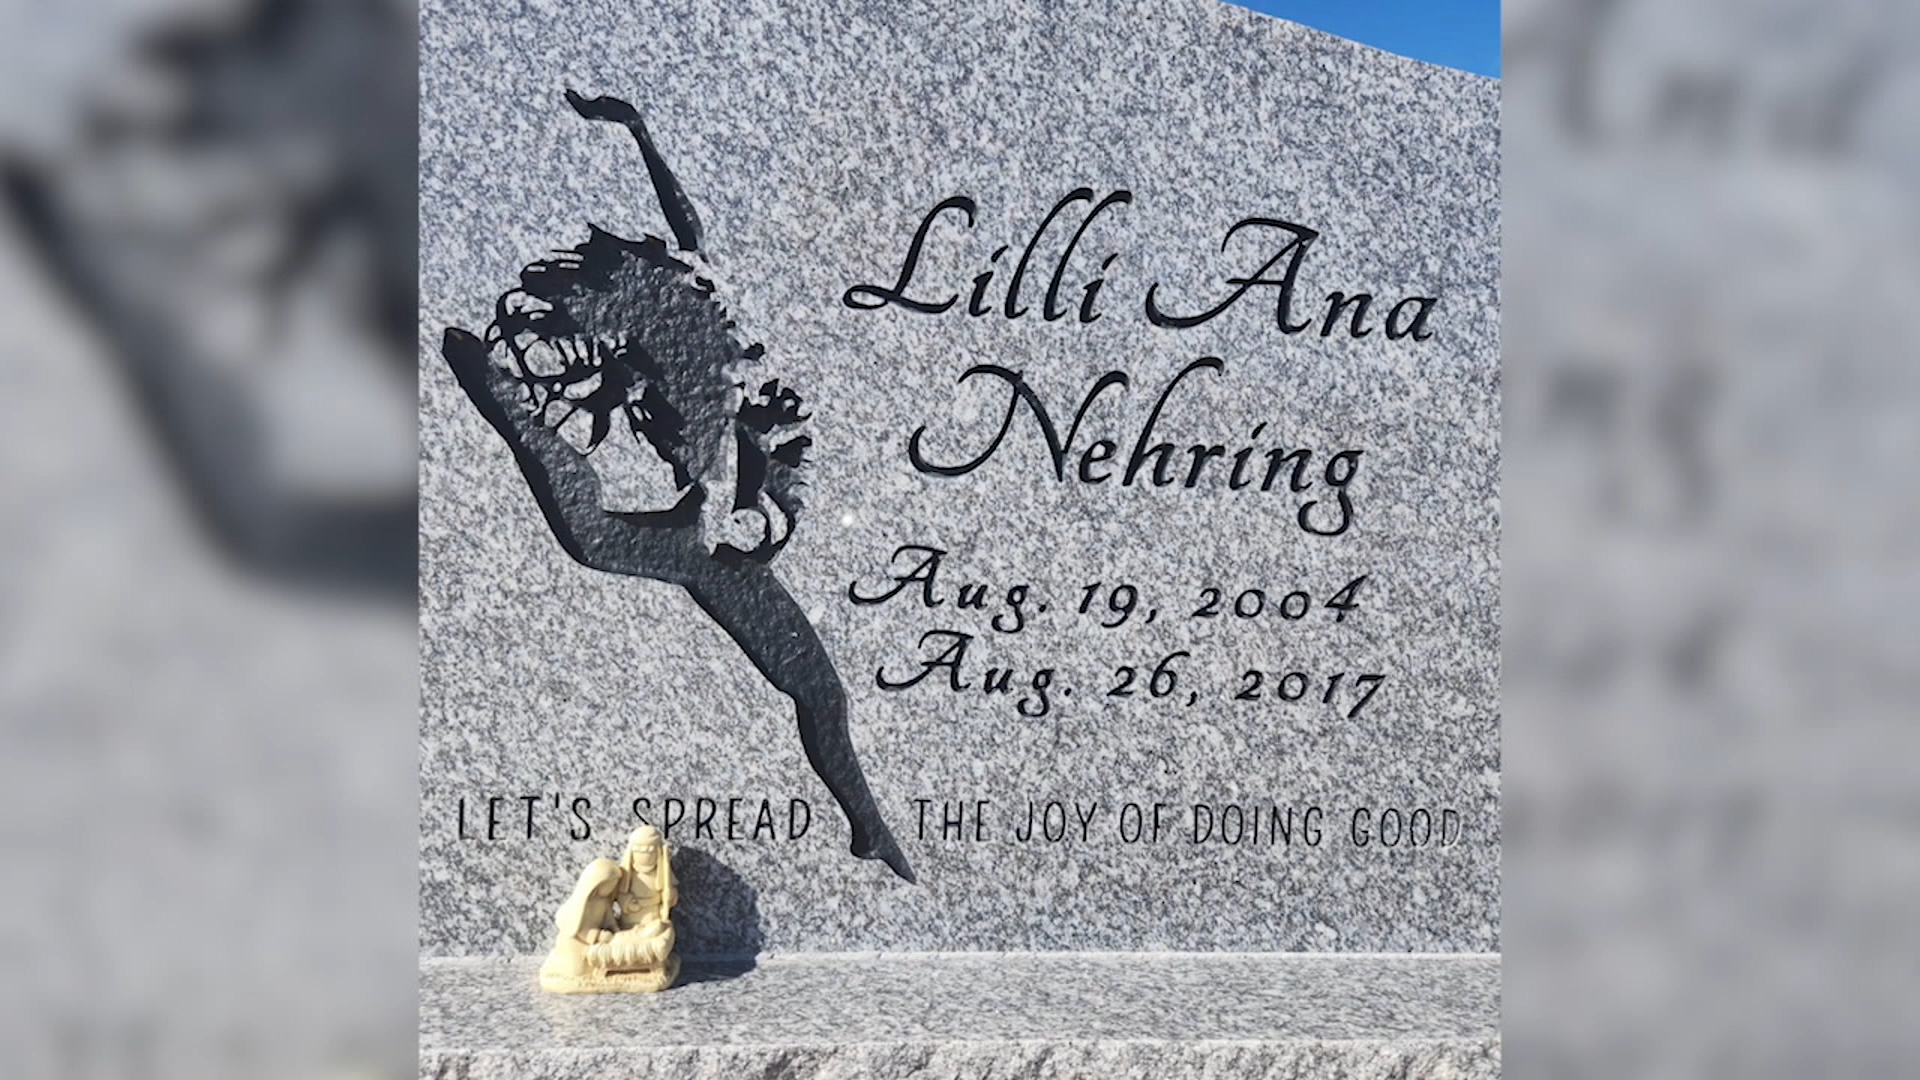 Lilli Ana
Nehring
Aug. 19, 2004
Aug. 26, 2017
LET'S SPREAD THE JOY OF DOING GOOD